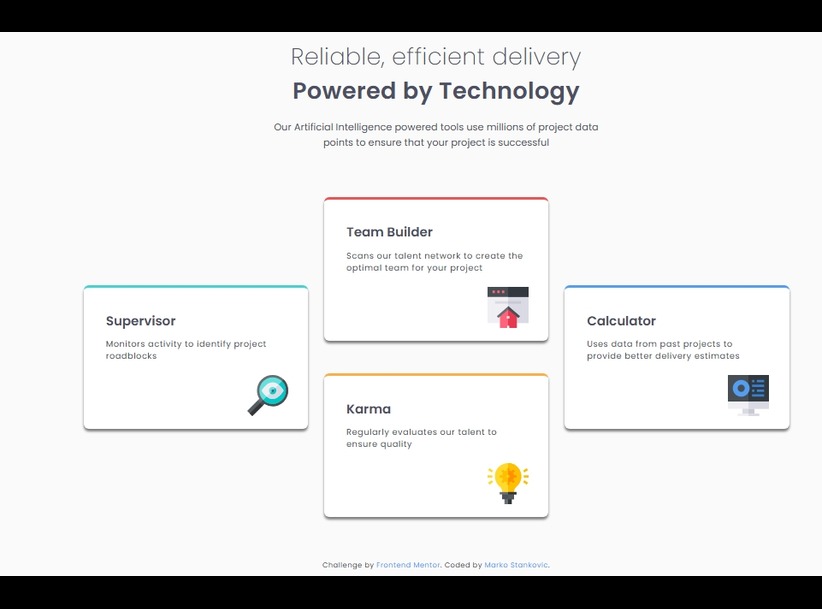 Reliable, efficient delivery
Powered by Technology
Our Artificial Intelligence powered tools use millions of project data
points to ensure that your project is successful
Supervisor
Monitors activity to identify project
roadblocks
Team Builder
Scans our talent network to create the
optimal team for your project
Karma
Regularly evaluates our talent to
ensure quality
Calculator
Uses data from past projects to
provide better delivery estimates
Challenge by Frontend Mentor. Coded by Marko Stankovic.